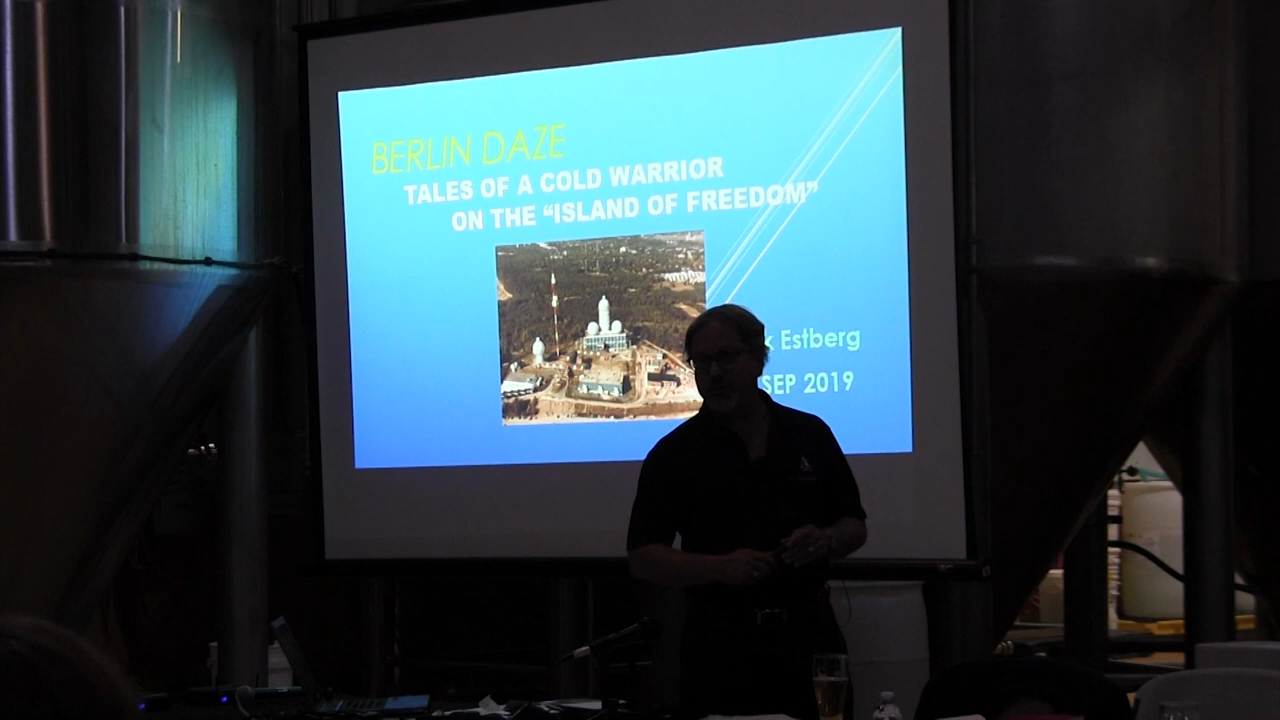 BERLIN DAZE
TALES OF A COLD WARRIOR
ON THE “ISLAND OF FREEDOM”
Estberg
SEP 2019